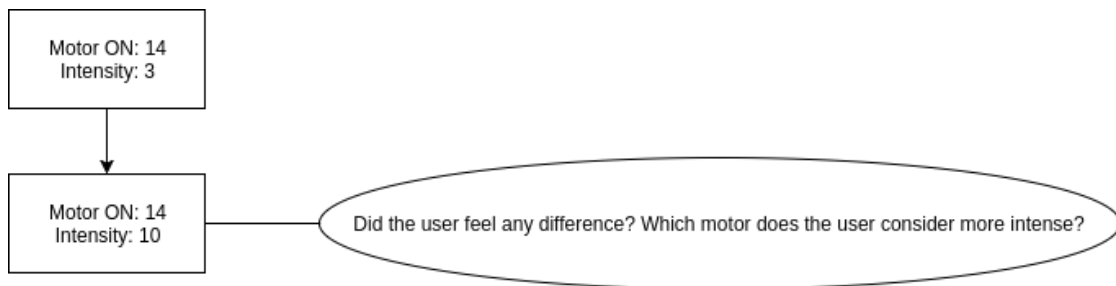 Motor ON: 14
Intensity: 3
Motor ON: 14
Intensity: 10
Did the user feel any difference? Which motor does the user consider more intense?